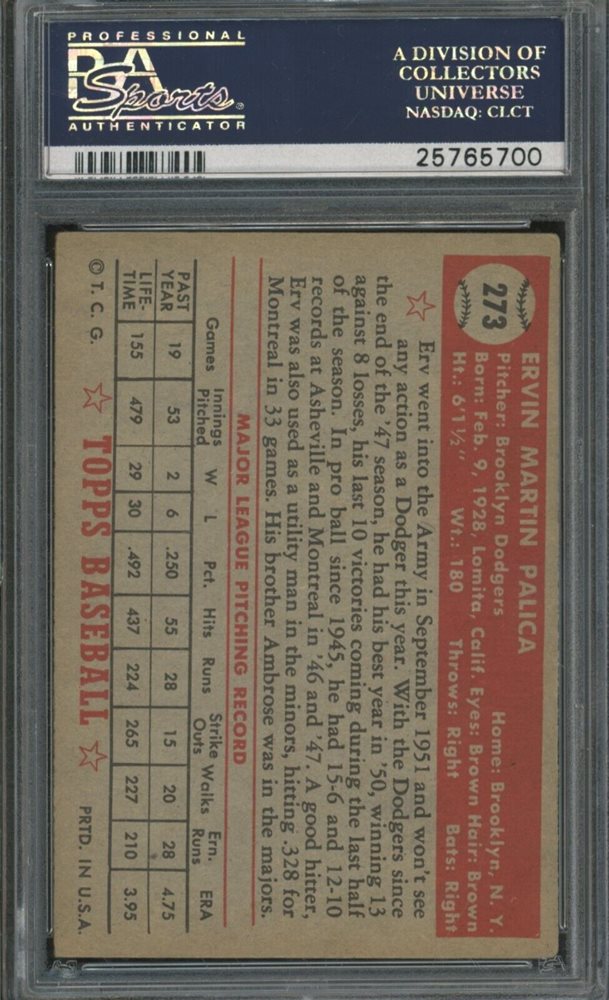 PROFESSIONAL
PSA
Sports
AUTHENTICATOR
A DIVISION OF
COLLECTORS
UNIVERSE
NASDAQ: CLCT
25765700
273
ERVIN MARTIN PALICA
Pitcher: Brooklyn Dodgers Home: Brooklyn, N. Y.
Born: Feb. 9, 1928, Lomita, Calif. Eyes: Brown Hair: Brown
Ht.: 6'1½" Wt.: 180 Throws: Right Bats: Right
Erv went into the Army in September 1951 and won't see
any action as a Dodger this year. With the Dodgers since
the end of the '47 season, he had his best year in '50, winning 13
against 8 losses, his last 10 victories coming during the last half
of the season. In pro ball since 1945, he had 15-6 and 12-10
records at Asheville and Montreal in '46 and '47. A good hitter,
Erv was also used as a utility man in the minors, hitting .328 for
Montreal in 33 games. His brother Ambrose was in the majors.
MAJOR LEAGUE PITCHING RECORD
Games Innings Pitched W L Pct. Hits Runs Strike Outs Walks Ern. Runs ERA
PAST YEAR 19 53 2 6 .250 55 28 15 20 28 4.75
LIFE-TIME 155 479 29 30 .492 437 224 265 227 210 3.95
© T. C. G. TOPPS BASEBALL PRTD. IN U.S.A.